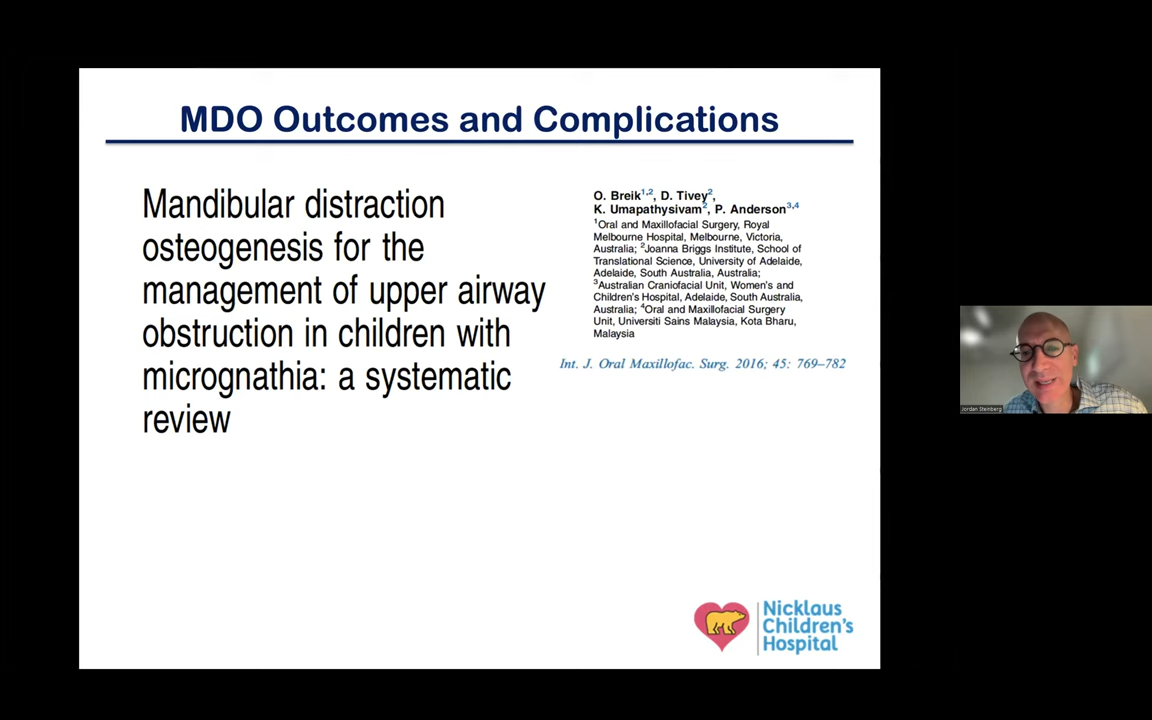 MDO Outcomes and Complications
Mandibular distraction
osteogenesis for the
management of upper airway
obstruction in children with
micrognathia: a systematic
review
O. Breik1,2, D. Tivey2,
K. Umapathysivam2, P. Anderson3,4
1Oral and Maxillofacial Surgery, Royal
Melbourne Hospital, Melbourne, Victoria,
Australia; 2Joanna Briggs Institute, School of
Translational Science, University of Adelaide,
Adelaide, South Australia, Australia;
3Australian Craniofacial Unit, Women's and
Children's Hospital, Adelaide, South Australia,
Australia; 4Oral and Maxillofacial Surgery
Unit, Universiti Sains Malaysia, Kota Bharu,
Malaysia
Int. J. Oral Maxillofac. Surg. 2016; 45: 769–782
Jordan Steinberg
Nicklaus
Children's
Hospital